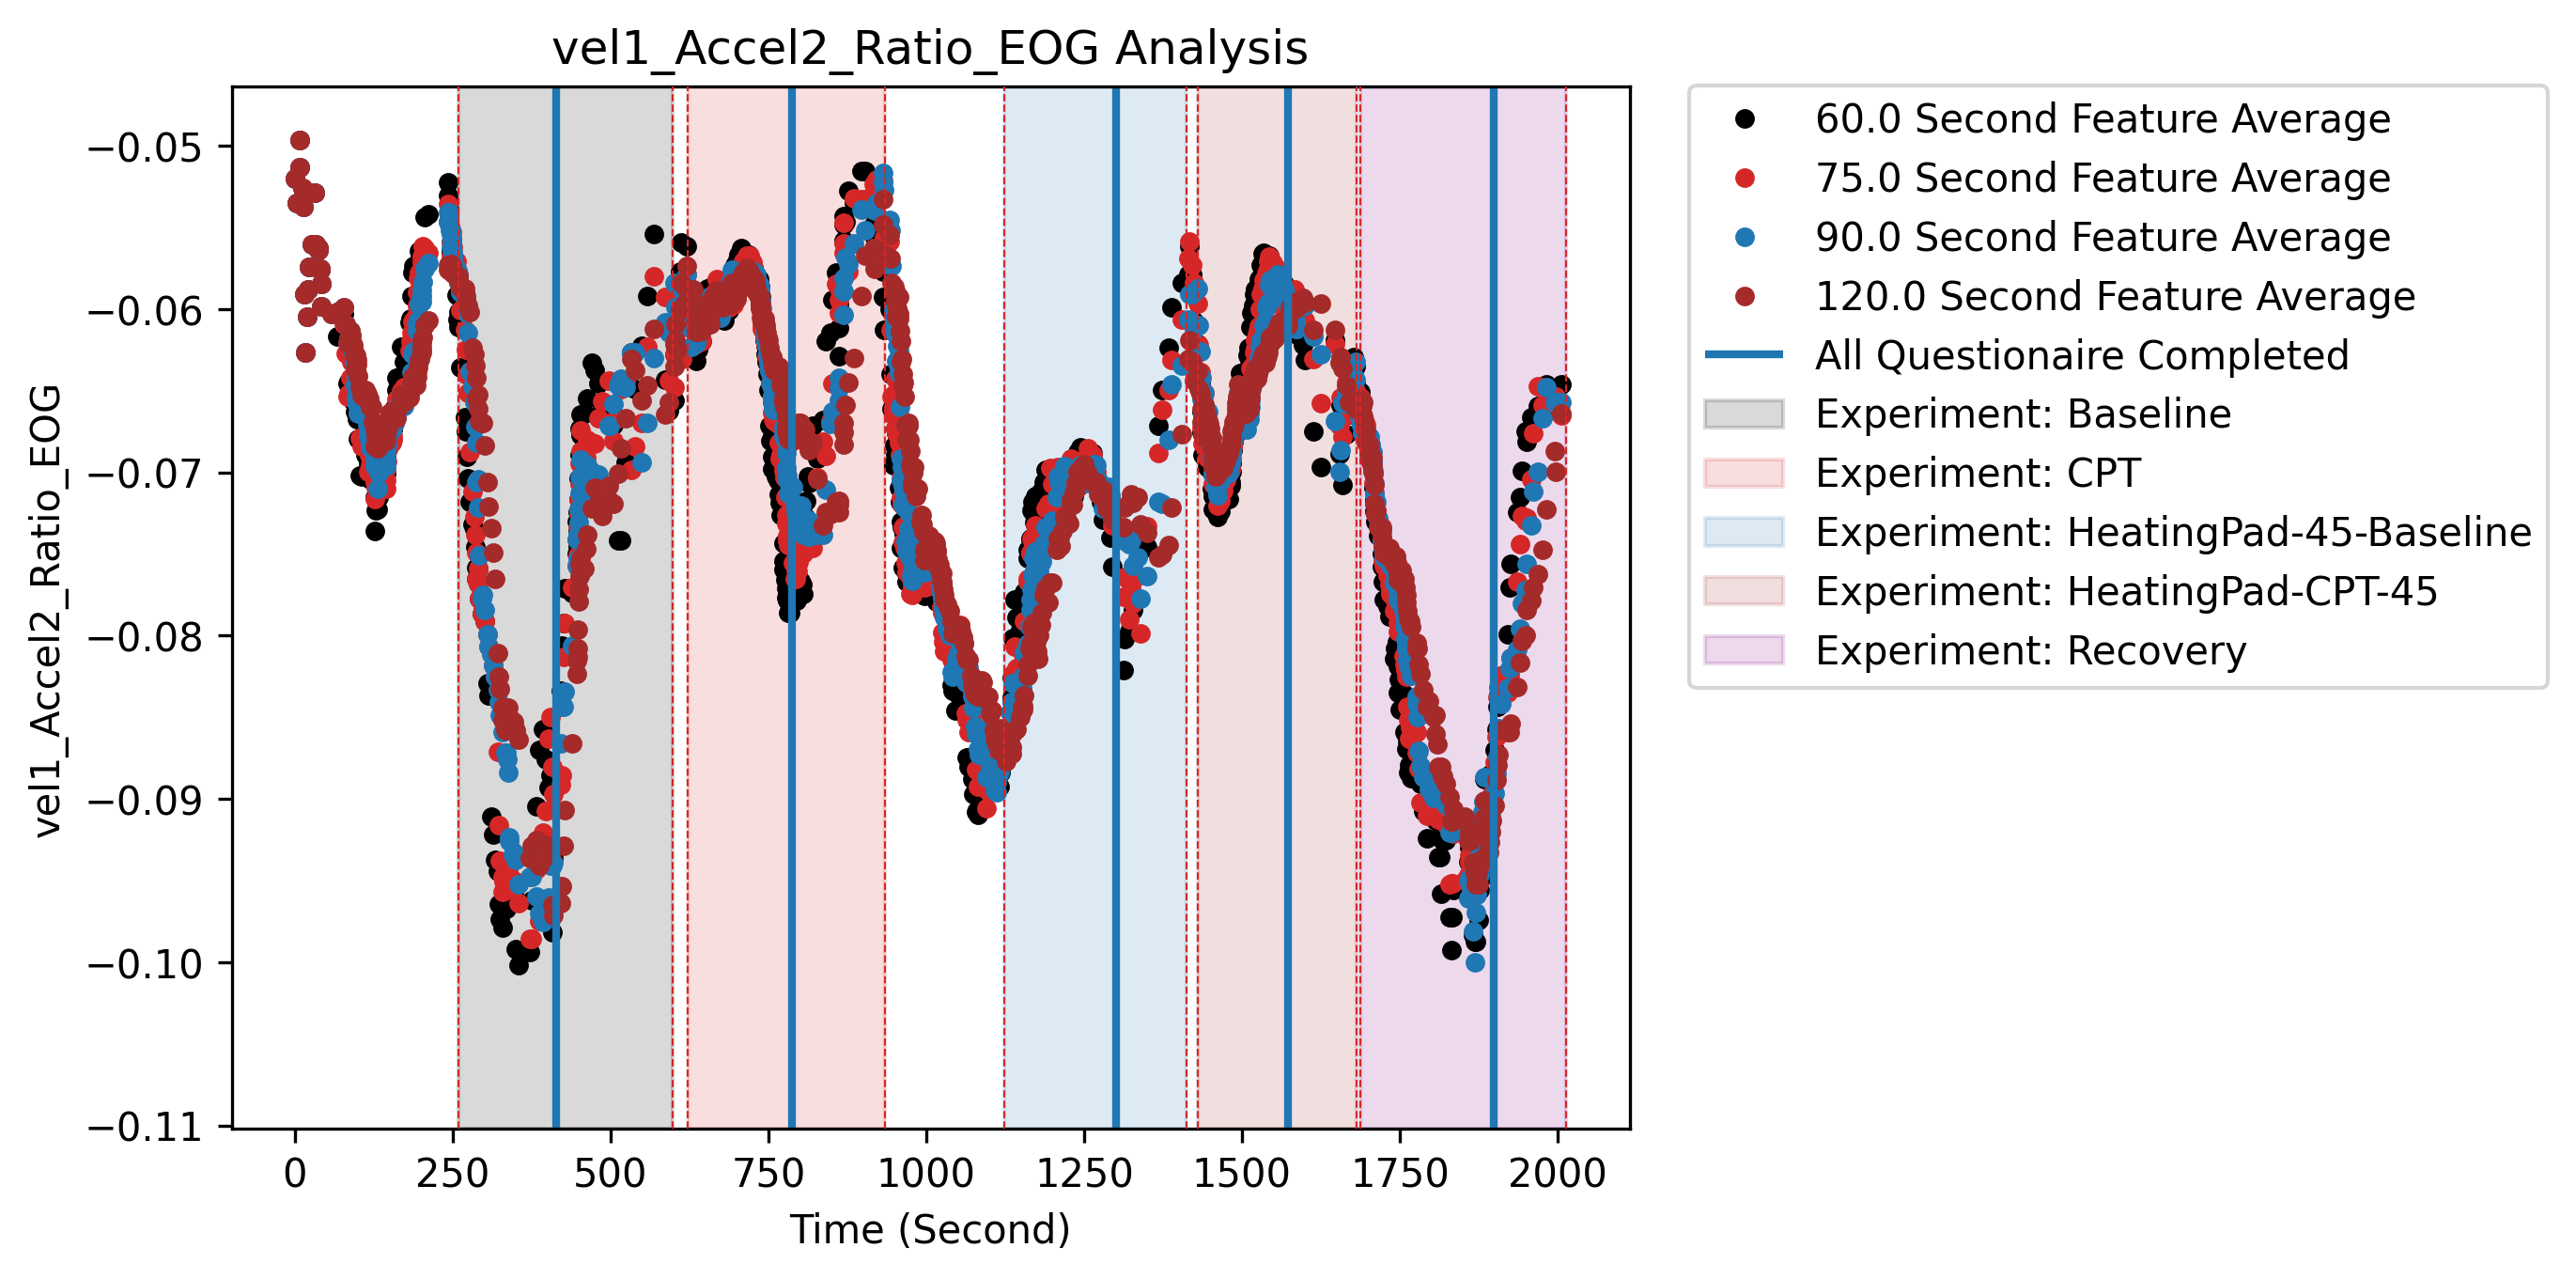 vel1_Accel2_Ratio_EOG Analysis
vel1_Accel2_Ratio_EOG
−0.05
−0.06
−0.07
−0.08
−0.09
−0.10
−0.11
0
250
500
750
1000
1250
1500
1750
2000
Time (Second)
60.0 Second Feature Average
75.0 Second Feature Average
90.0 Second Feature Average
120.0 Second Feature Average
All Questionaire Completed
Experiment: Baseline
Experiment: CPT
Experiment: HeatingPad-45-Baseline
Experiment: HeatingPad-CPT-45
Experiment: Recovery